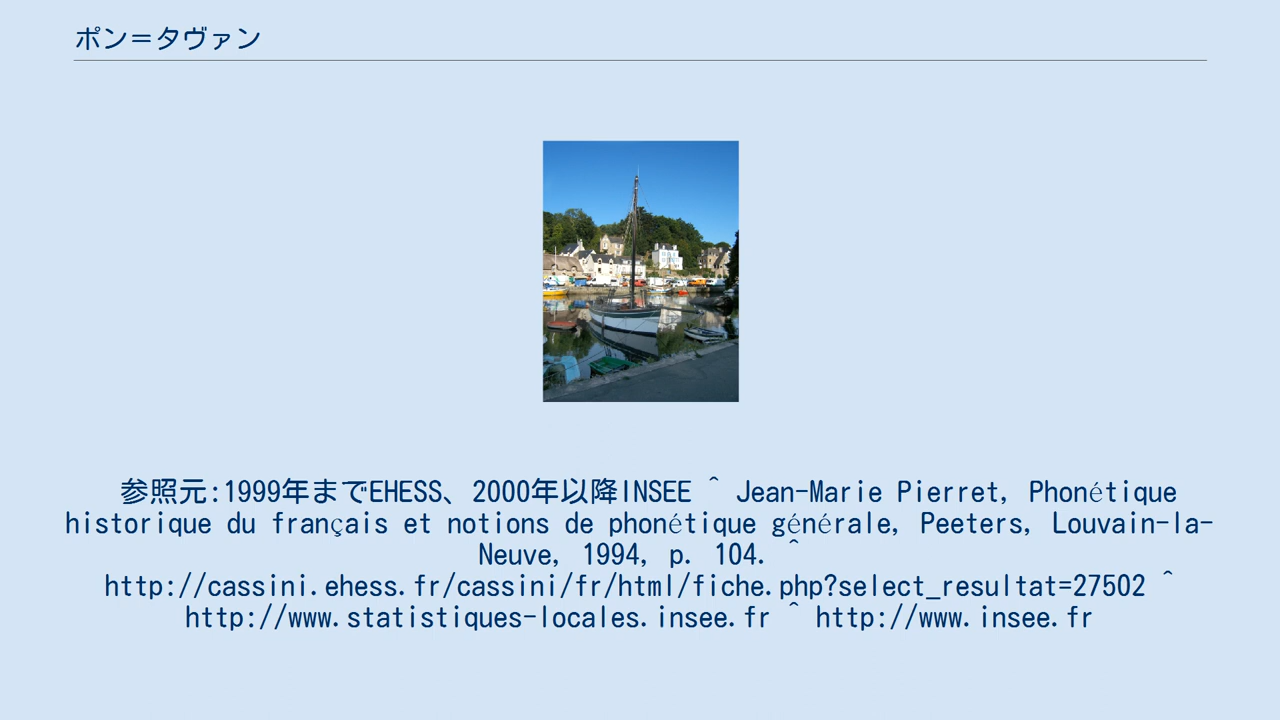 ポン＝タヴァン
参照元:1999年までEHESS、2000年以降INSEE ^ Jean-Marie Pierret, Phonétique
historique du français et notions de phonétique générale, Peeters, Louvain-la-
Neuve, 1994, p. 104. ^
http://cassini.ehess.fr/cassini/fr/html/fiche.php?select_resultat=27502 ^
http://www.statistiques-locales.insee.fr ^ http://www.insee.fr